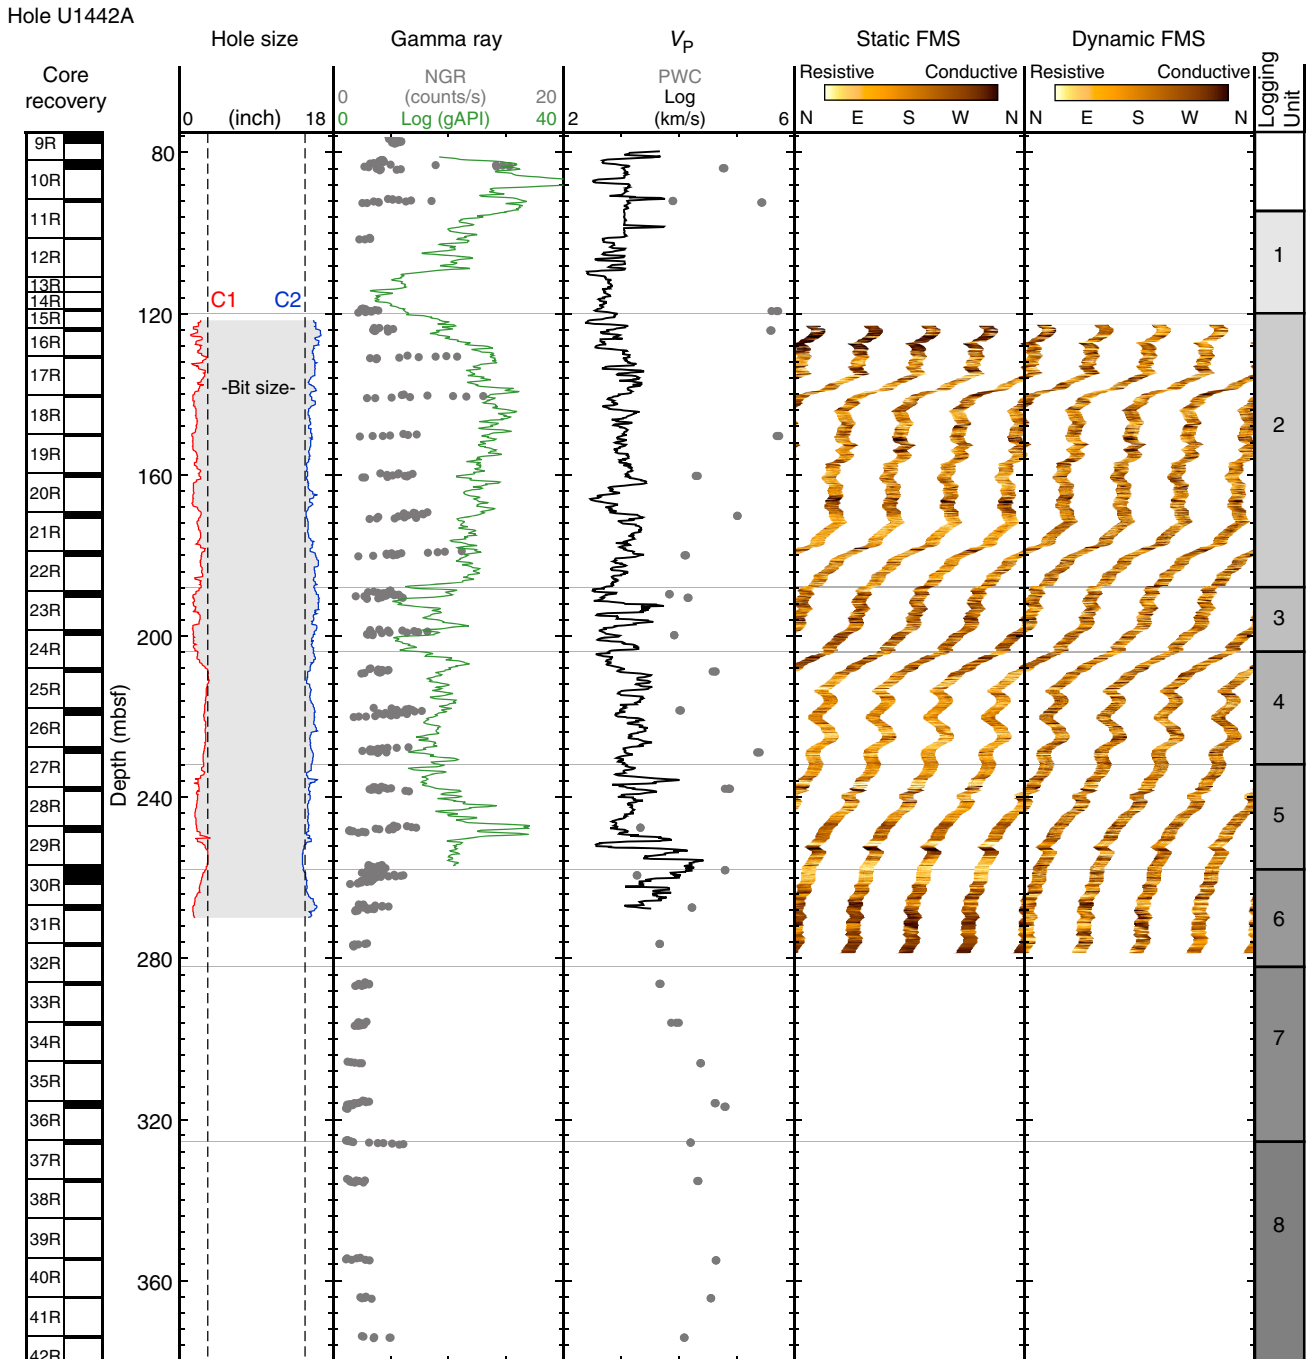 Hole U1442A
Hole size
Gamma ray
VP
Static FMS
Dynamic FMS
Core
recovery
NGR
(counts/s)
0
20
Log (gAPI)
0
40
PWC
Log
(km/s)
2
6
0
(inch)
18
Resistive
Conductive
N
E
S
W
N
Resistive
Conductive
N
E
S
W
N
Logging
Unit
9R
10R
11R
12R
13R
14R
15R
16R
17R
18R
19R
20R
21R
22R
23R
24R
25R
26R
27R
28R
29R
30R
31R
32R
33R
34R
35R
36R
37R
38R
39R
40R
41R
42R
Depth (mbsf)
80
120
160
200
240
280
320
360
C1
C2
-Bit size-
1
2
3
4
5
6
7
8